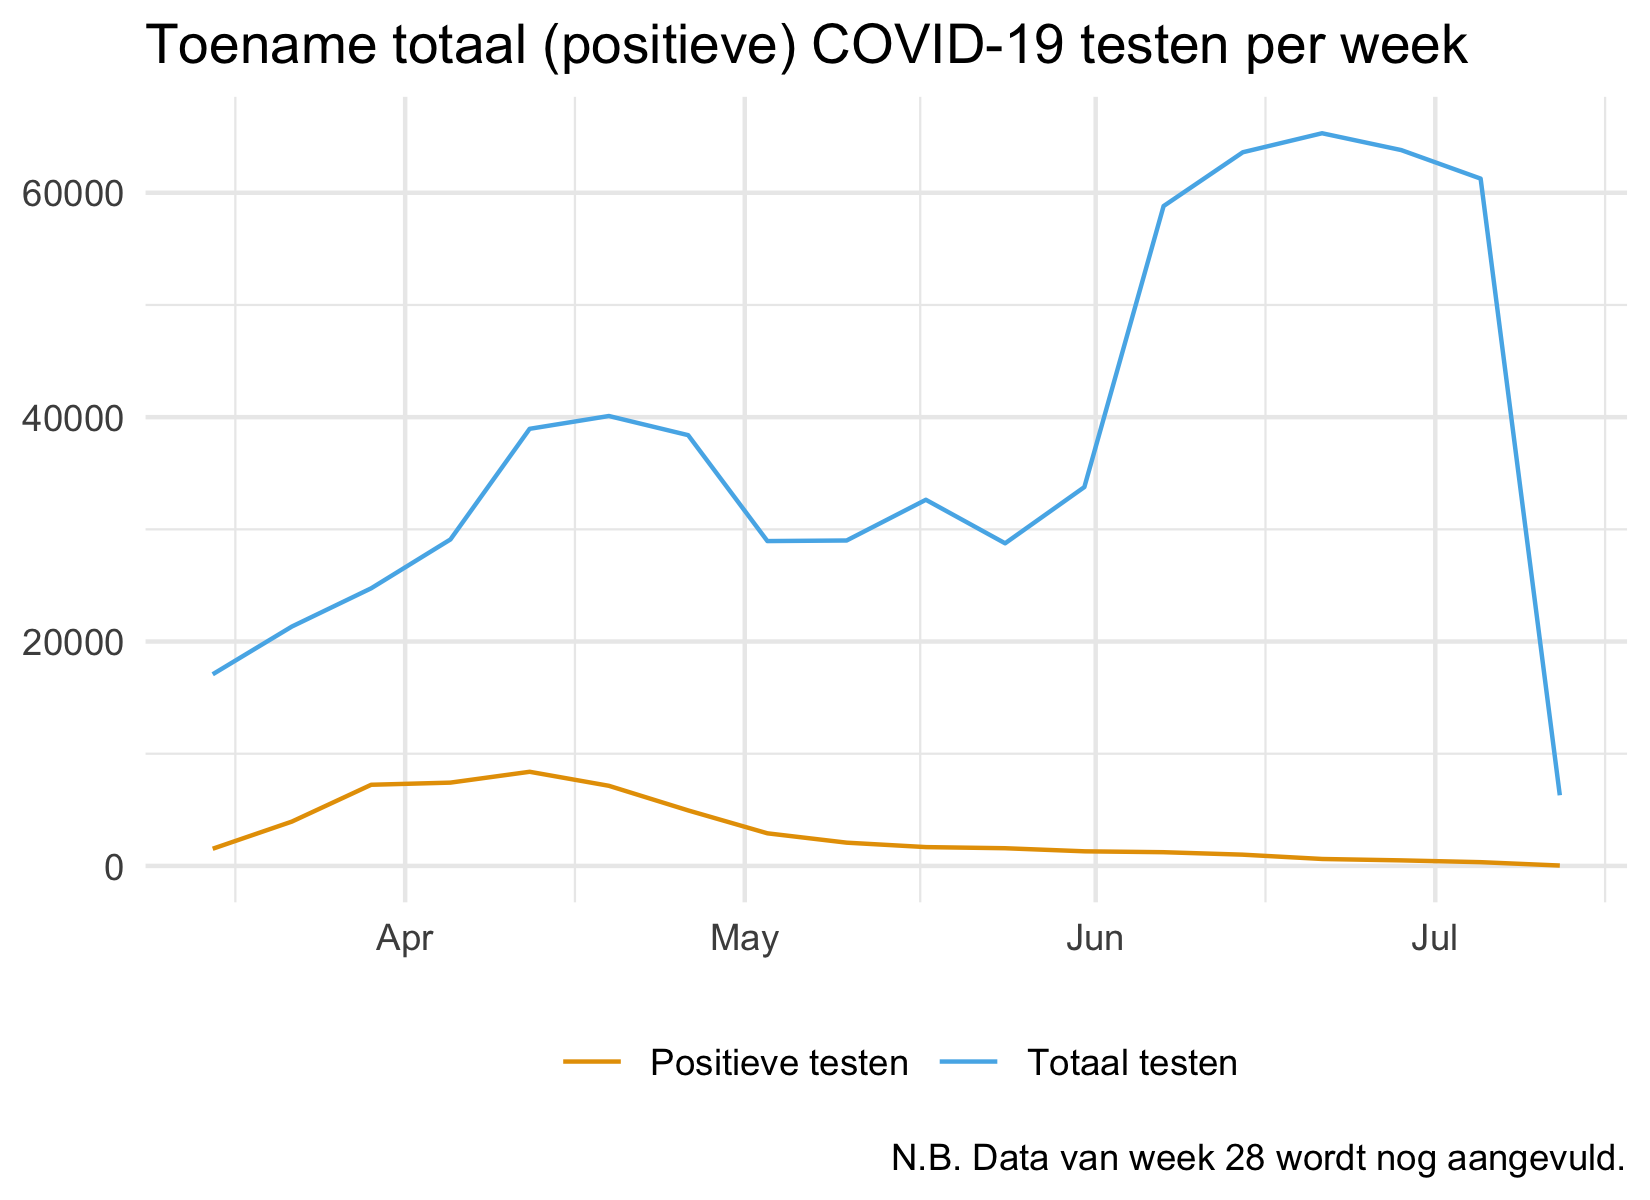 Toename totaal (positieve) COVID-19 testen per week
60000
40000
20000
0
Apr May Jun Jul
Positieve testen Totaal testen
N.B. Data van week 28 wordt nog aangevuld.